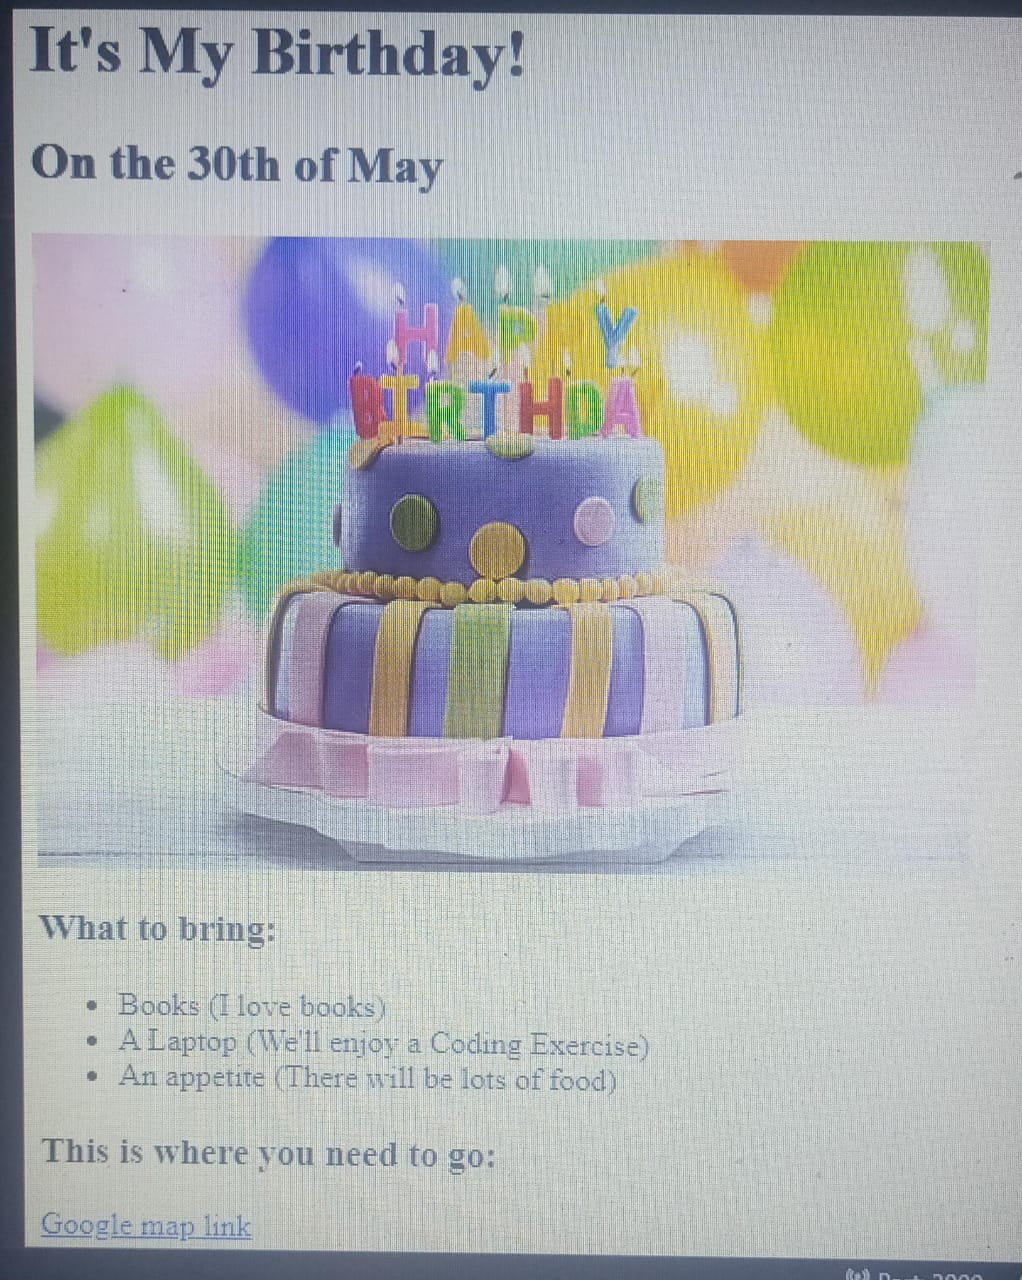 It's My Birthday!
On the 30th of May
HAPPY
BIRTHDA
What to bring:
Books (I love books)
A Laptop (We'll enjoy a Coding Exercise)
An appetite (There will be lots of food)
This is where you need to go:
Google map link